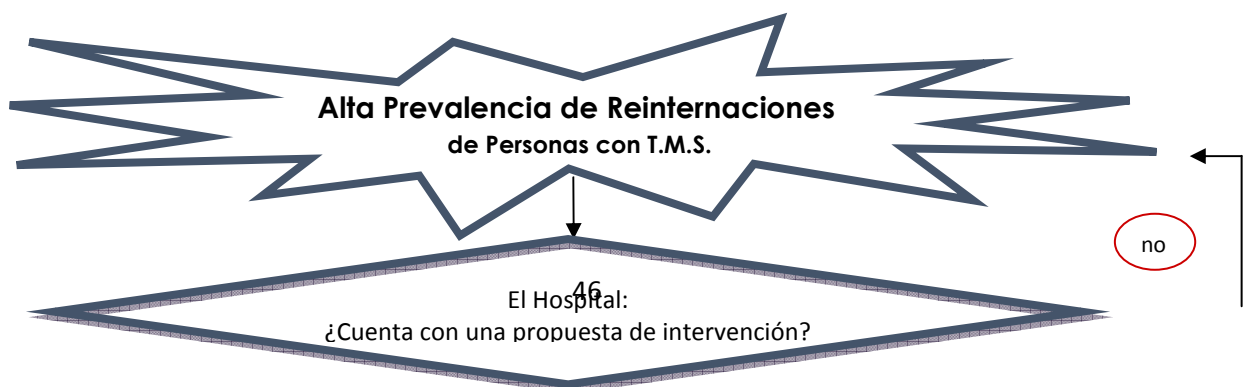 Alta Prevalencia de Reinternaciones
de Personas con T.M.S.
no
46
El Hospital:
¿Cuenta con una propuesta de intervención?